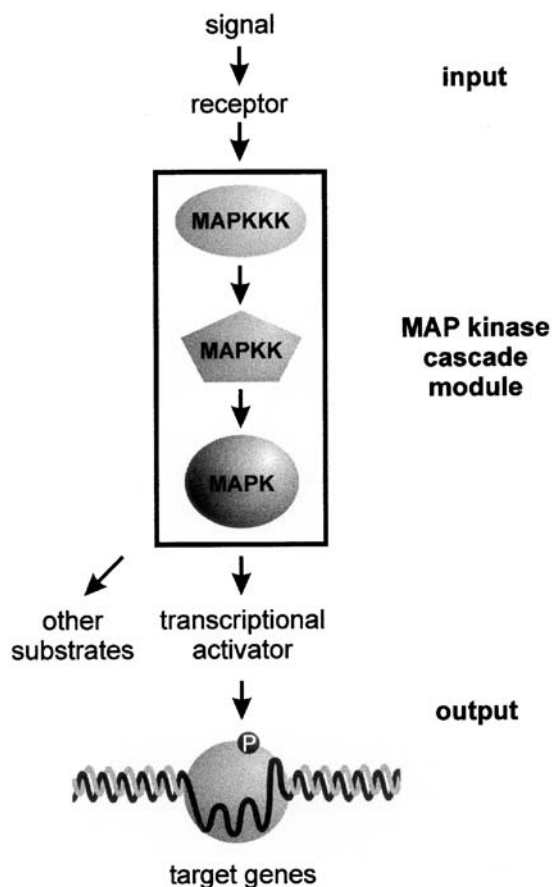 signal
input
receptor
MAPKKK
MAPKK
MAP kinase
cascade
module
MAPK
other
substrates
transcriptional
activator
output
P
target genes